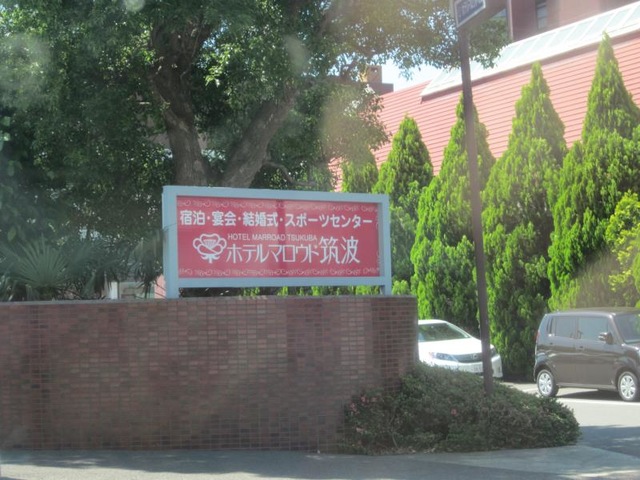 宿泊・宴会・結婚式・スポーツセンター
HOTEL MARROAD TSUKUBA
ホテルマロウド筑波